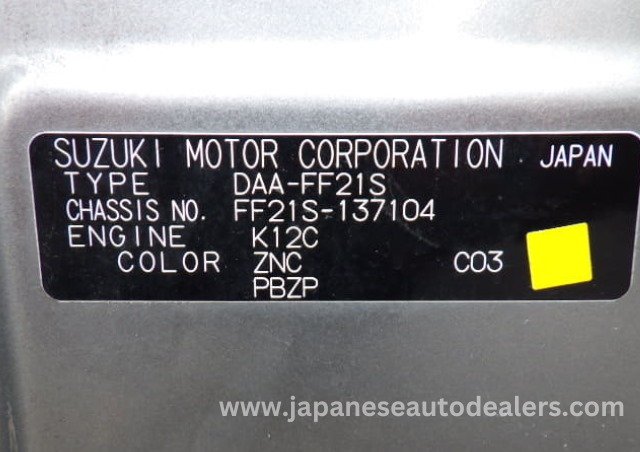 SUZUKI MOTOR CORPORATION JAPAN
TYPE DAA-FF21S
CHASSIS NO. FF21S-137104
ENGINE K12C
COLOR ZNC C03
PBZP
www.japaneseautodealers.com